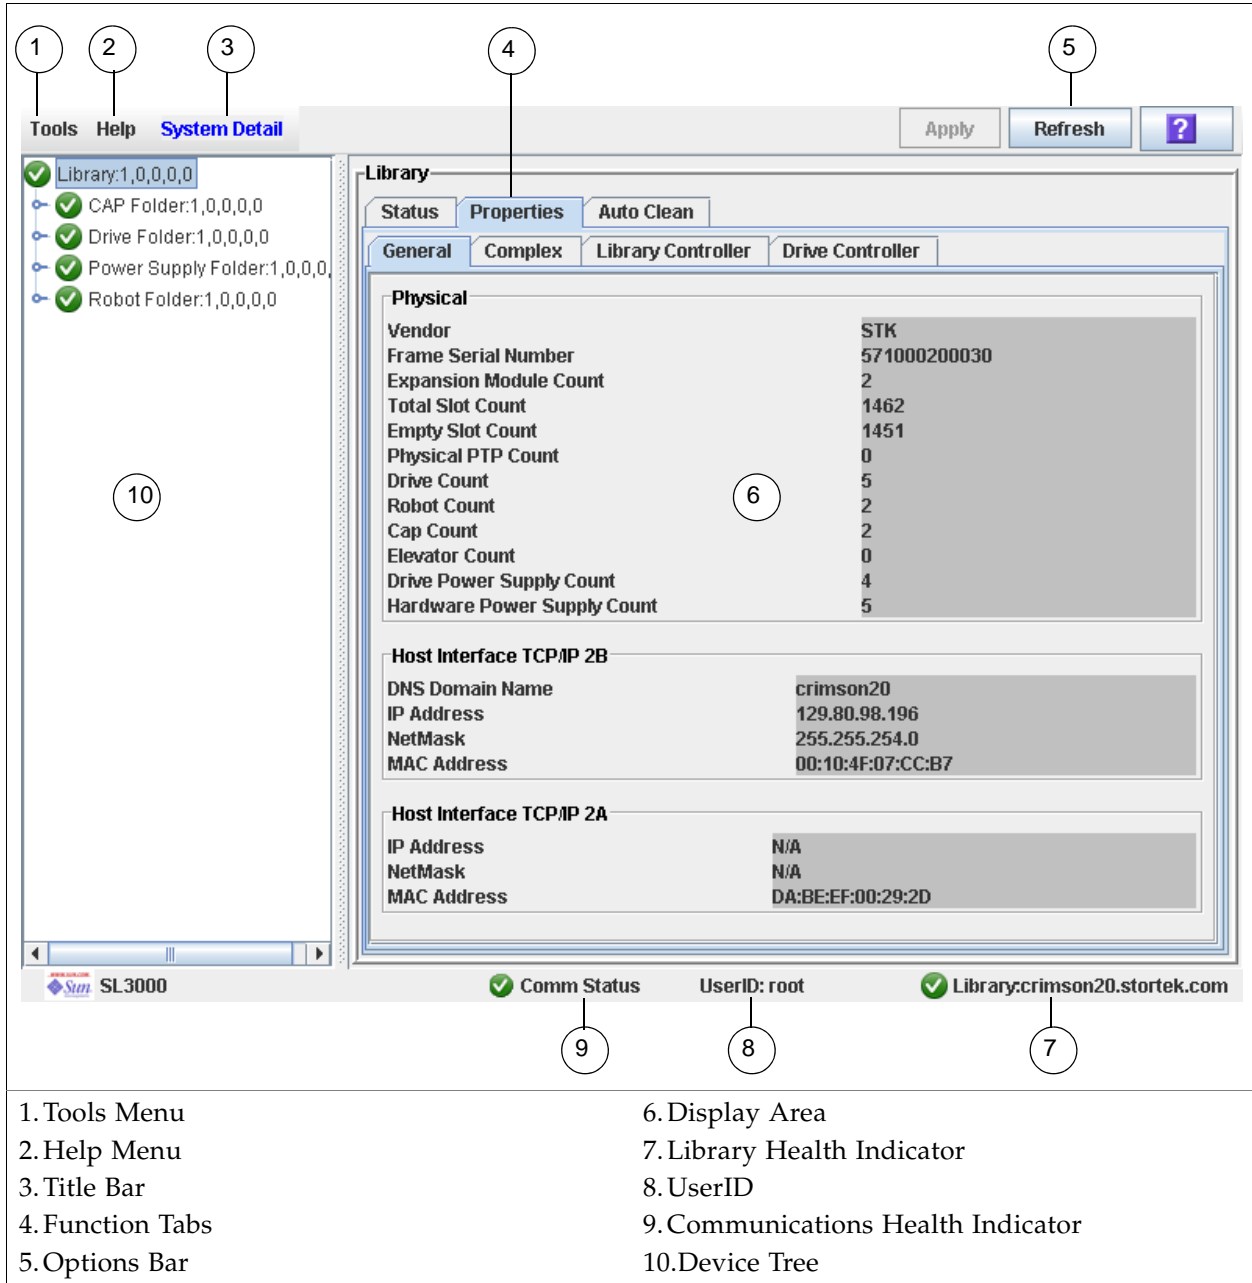 1 2 3 4 5
Tools Help System Detail Apply Refresh ?
Library:1,0,0,0,0
CAP Folder:1,0,0,0,0
Drive Folder:1,0,0,0,0
Power Supply Folder:1,0,0,0,
Robot Folder:1,0,0,0,0
10
Library
Status Properties Auto Clean
General Complex Library Controller Drive Controller
Physical
Vendor STK
Frame Serial Number 571000200030
Expansion Module Count 2
Total Slot Count 1462
Empty Slot Count 1451
Physical PTP Count 0
Drive Count 5
6
Robot Count 2
Cap Count 2
Elevator Count 0
Drive Power Supply Count 4
Hardware Power Supply Count 5
Host Interface TCP/IP 2B
DNS Domain Name crimson20
IP Address 129.80.98.196
NetMask 255.255.254.0
MAC Address 00:10:4F:07:CC:B7
Host Interface TCP/IP 2A
IP Address N/A
NetMask N/A
MAC Address DA:BE:EF:00:29:2D
www.sun.com
Sun SL3000 Comm Status UserID: root Library:crimson20.stortek.com
9 8 7
1. Tools Menu
2. Help Menu
3. Title Bar
4. Function Tabs
5. Options Bar
6. Display Area
7. Library Health Indicator
8. UserID
9. Communications Health Indicator
10.Device Tree